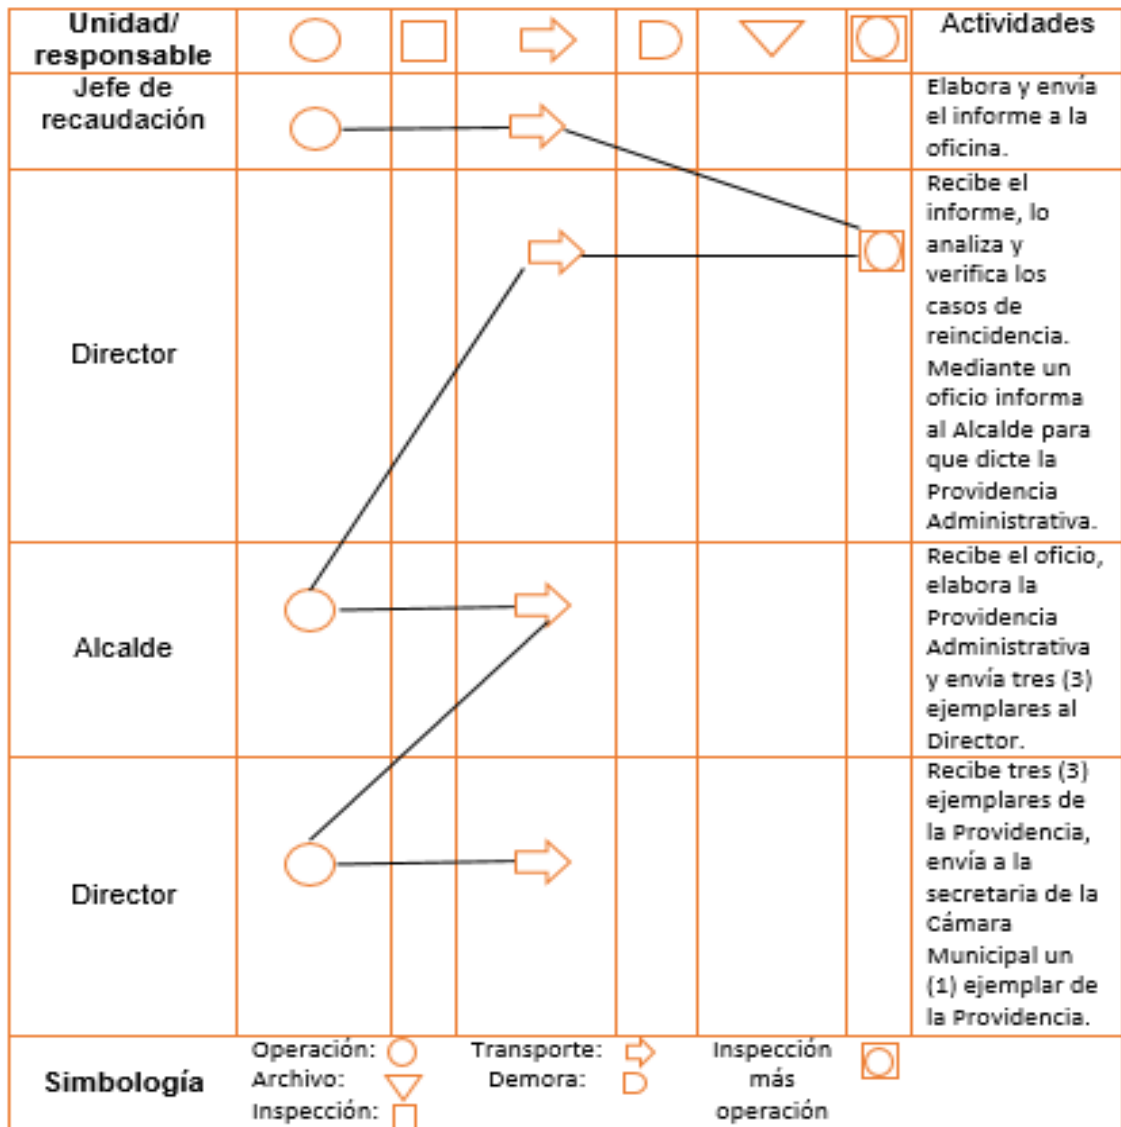 Unidad/
responsable
Actividades
Jefe de
recaudación
Elabora y envía
el informe a la
oficina.
Director
Recibe el
informe, lo
analiza y
verifica los
casos de
reincidencia.
Mediante un
oficio informa
al Alcalde para
que dicte la
Providencia
Administrativa.
Alcalde
Recibe el oficio,
elabora la
Providencia
Administrativa
y envía tres (3)
ejemplares al
Director.
Director
Recibe tres (3)
ejemplares de
la Providencia,
envía a la
secretaria de la
Cámara
Municipal un
(1) ejemplar de
la Providencia.
Simbología
Operación:
Archivo:
Inspección:
Transporte:
Demora:
Inspección
más
operación